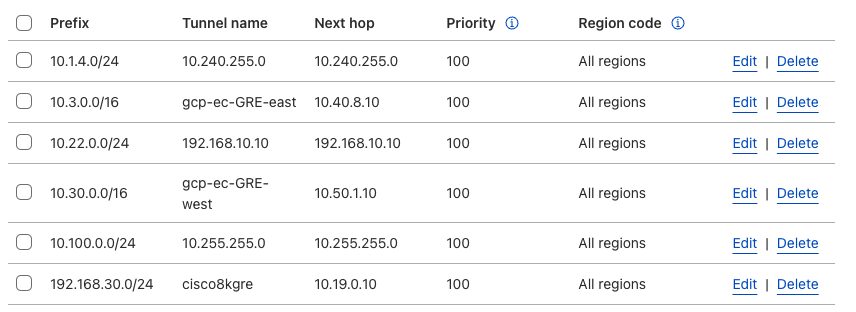 Prefix Tunnel name Next hop Priority Region code
10.1.4.0/24 10.240.255.0 10.240.255.0 100 All regions Edit | Delete
10.3.0.0/16 gcp-ec-GRE-east 10.40.8.10 100 All regions Edit | Delete
10.22.0.0/24 192.168.10.10 192.168.10.10 100 All regions Edit | Delete
10.30.0.0/16 gcp-ec-GRE- 10.50.1.10 100 All regions Edit | Delete
west
10.100.0.0/24 10.255.255.0 10.255.255.0 100 All regions Edit | Delete
192.168.30.0/24 cisco8kgre 10.19.0.10 100 All regions Edit | Delete